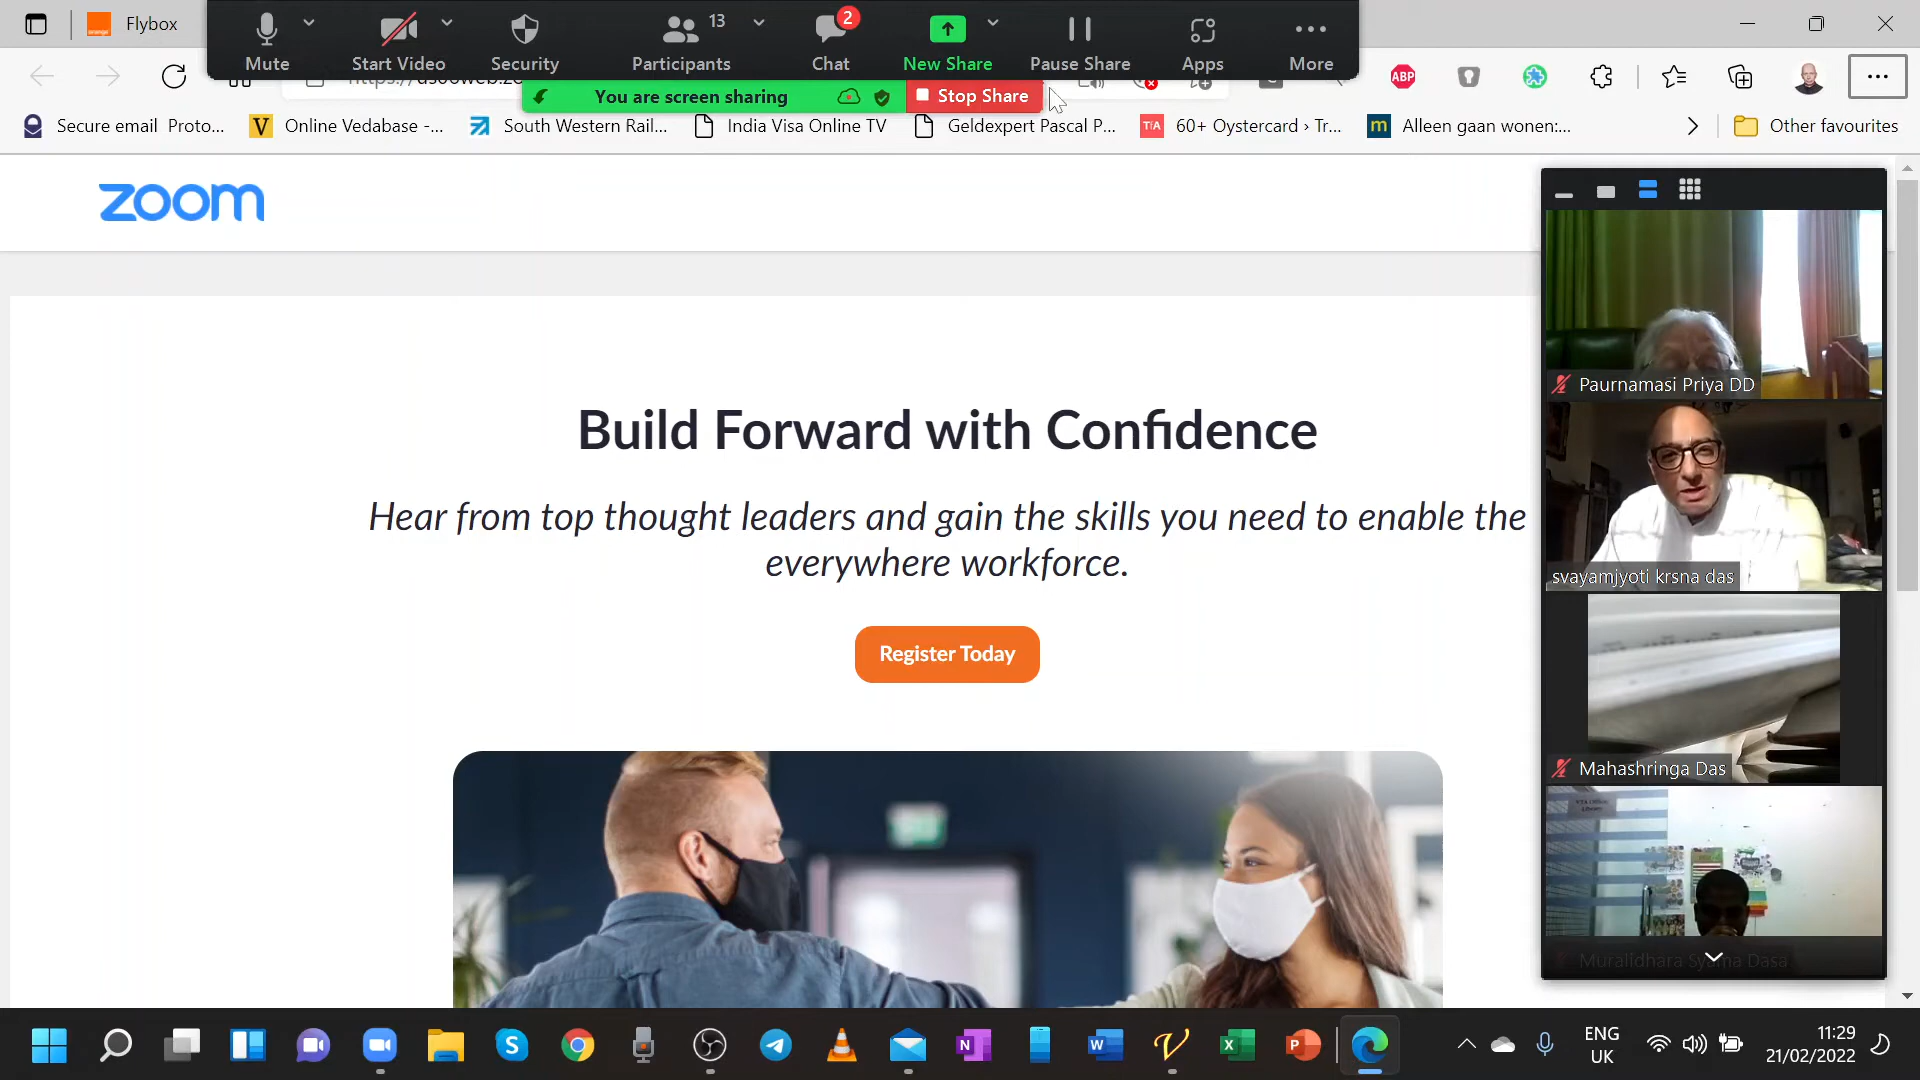 Flybox
Mute
Start Video
Security
Participants
13
Chat
2
New Share
Pause Share
Apps
More
ABP
You are screen sharing
Stop Share
Secure email Proto...
Online Vedabase -...
South Western Rail...
India Visa Online TV
Geldexpert Pascal P...
60+ Oystercard › Tr...
Alleen gaan wonen:...
Other favourites
zoom
Build Forward with Confidence
Hear from top thought leaders and gain the skills you need to enable the
everywhere workforce.
Register Today
Paurnamasi Priya DD
svayamjyoti krsna das
Mahashringa Das
Muralidhara Syama Dasa
ENG
UK
11:29
21/02/2022